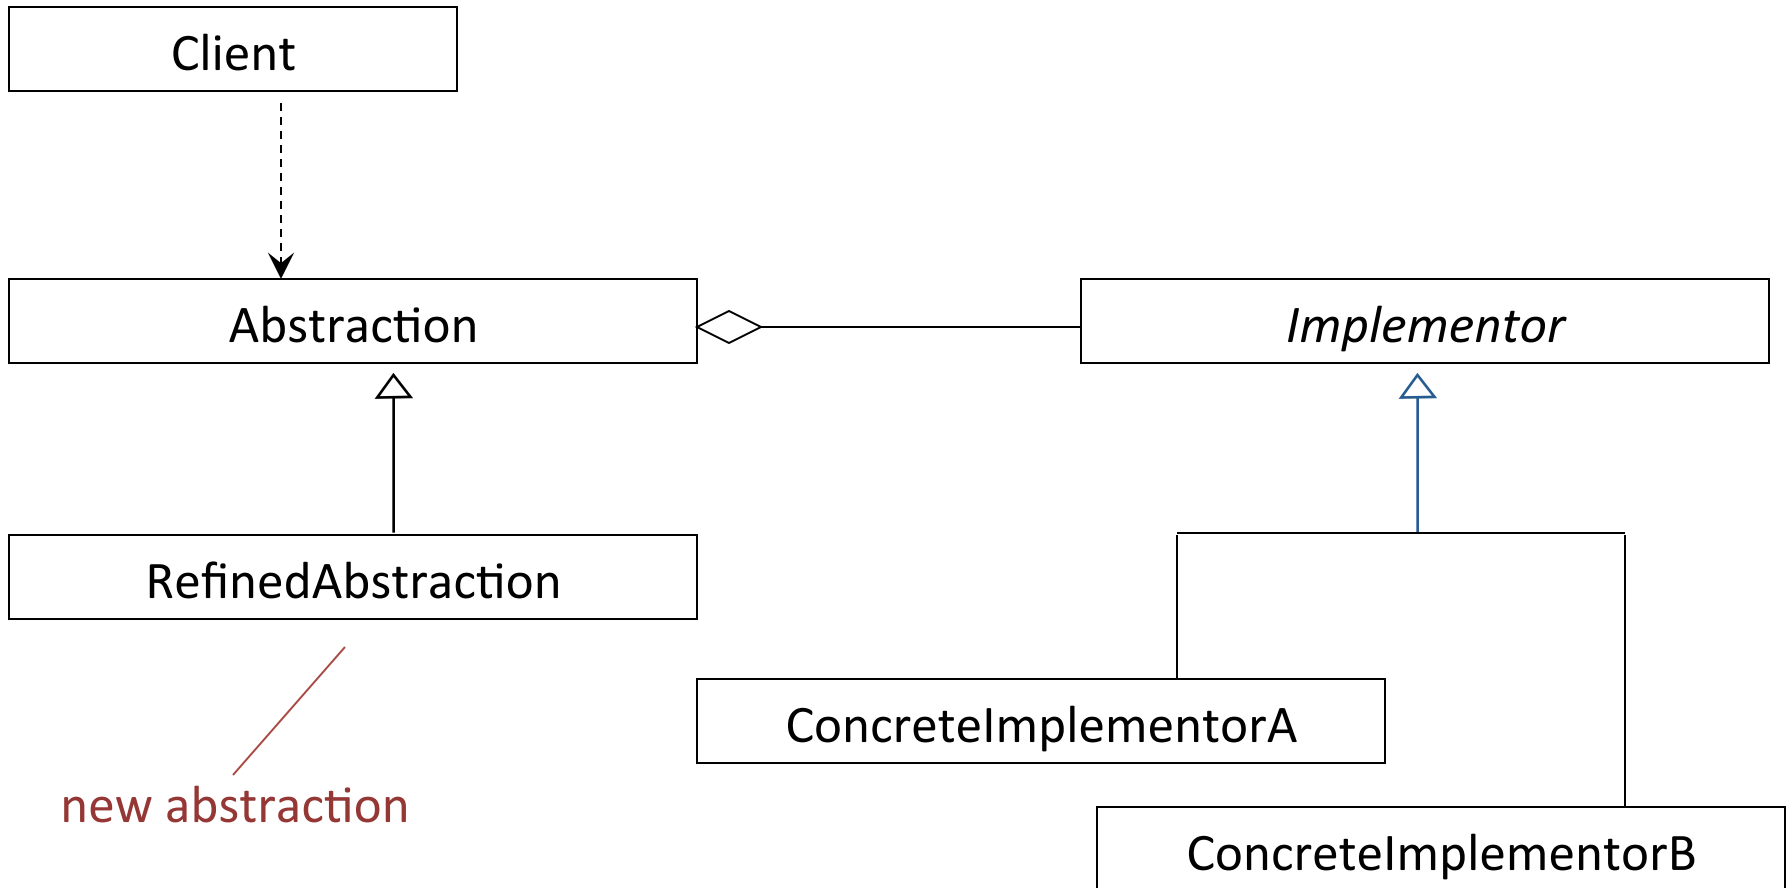 Client
Abstraction
Implementor
RefinedAbstraction
ConcreteImplementorA
new abstraction
ConcreteImplementorB